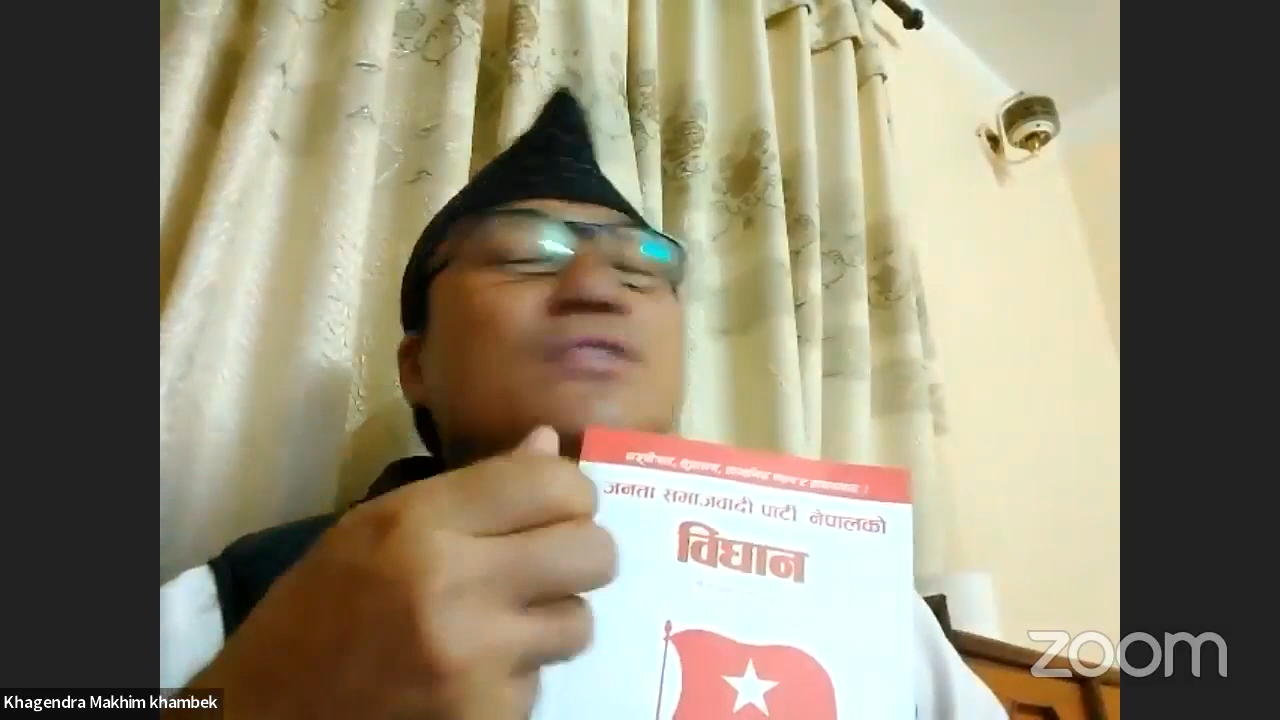 जनता समाजवादी पार्टी नेपालको
विधान
zoom
Khagendra Makhim khambek